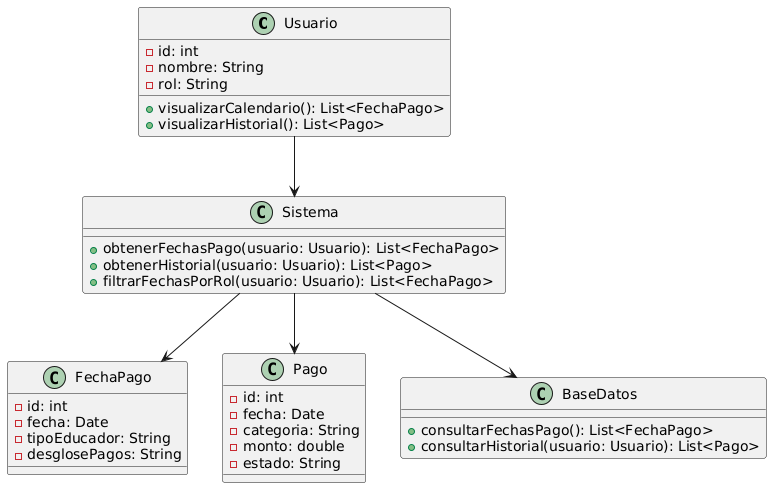 C Usuario
id: int
nombre: String
rol: String
visualizarCalendario(): List<FechaPago>
visualizarHistorial(): List<Pago>
C Sistema
obtenerFechasPago(usuario: Usuario): List<FechaPago>
obtenerHistorial(usuario: Usuario): List<Pago>
filtrarFechasPorRol(usuario: Usuario): List<FechaPago>
C FechaPago
id: int
fecha: Date
tipoEducador: String
desglosePagos: String
C Pago
id: int
fecha: Date
categoria: String
monto: double
estado: String
C BaseDatos
consultarFechasPago(): List<FechaPago>
consultarHistorial(usuario: Usuario): List<Pago>